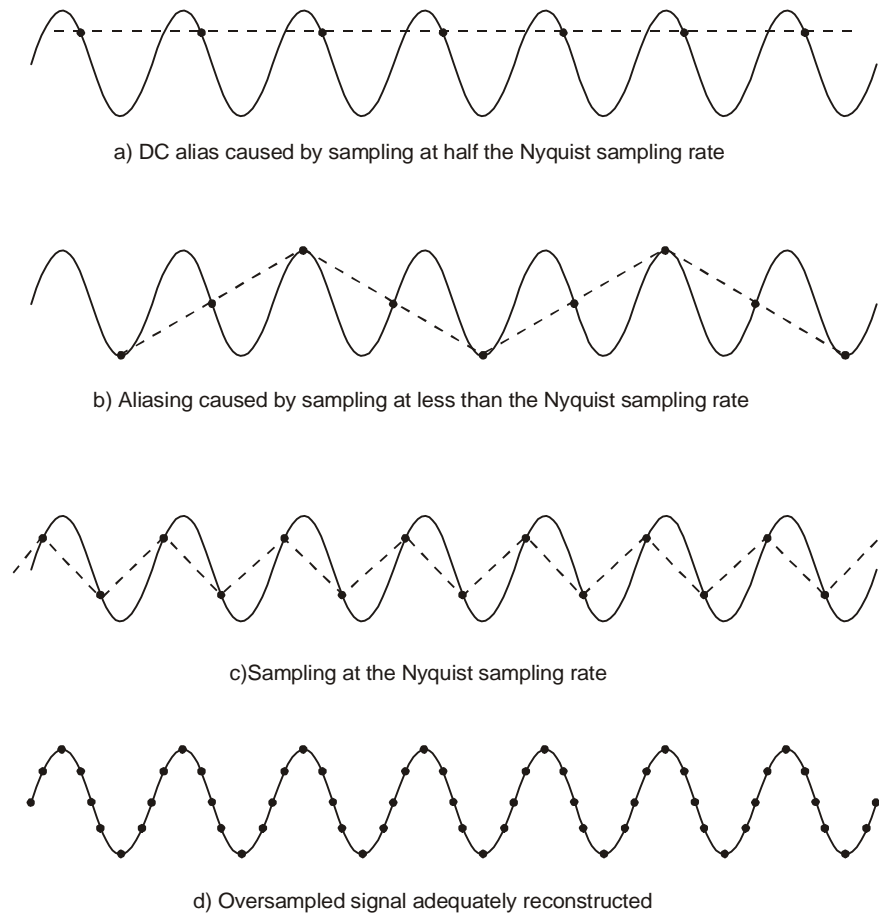 a) DC alias caused by sampling at half the Nyquist sampling rate
b) Aliasing caused by sampling at less than the Nyquist sampling rate
c)Sampling at the Nyquist sampling rate
d) Oversampled signal adequately reconstructed